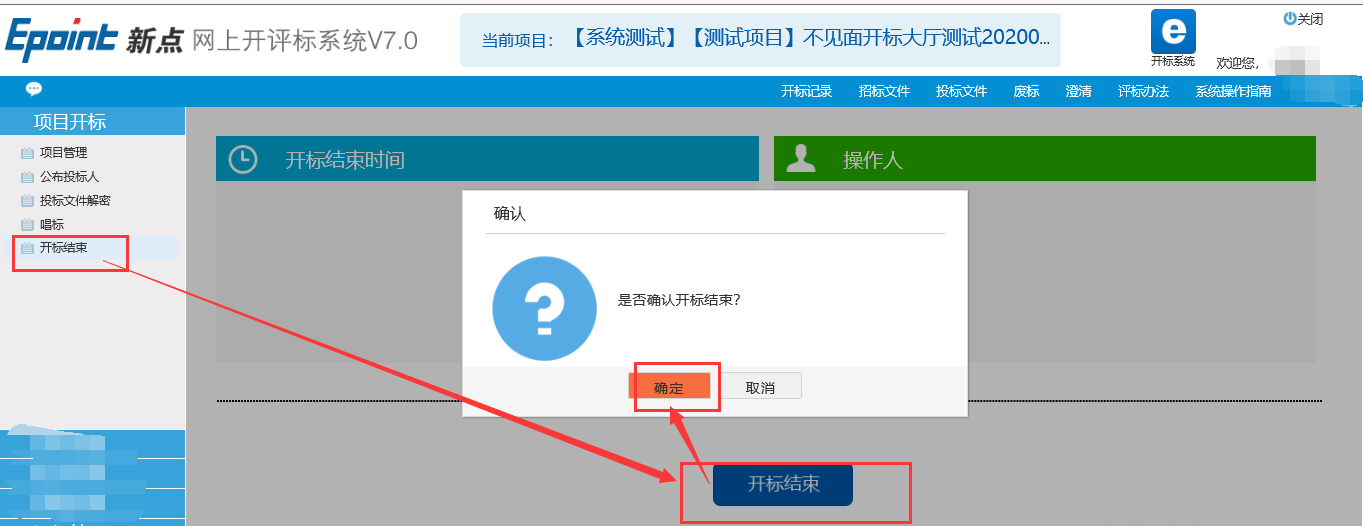 Epoint 新点 网上开评标系统V7.0
当前项目：【系统测试】【测试项目】不见面开标大厅测试20200...
开标系统
关闭
欢迎您，
开标记录 招标文件 投标文件 废标 澄清 评标办法 系统操作指南
项目开标
项目管理
公布投标人
投标文件解密
唱标
开标结束
开标结束时间
操作人
确认
是否确认开标结束?
确定 取消
开标结束